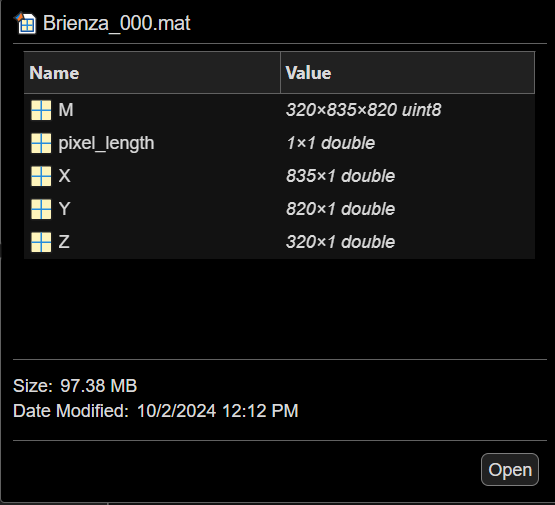 Brienza_000.mat
Name Value
M 320×835×820 uint8
pixel_length 1×1 double
X 835×1 double
Y 820×1 double
Z 320×1 double
Size: 97.38 MB
Date Modified: 10/2/2024 12:12 PM
Open